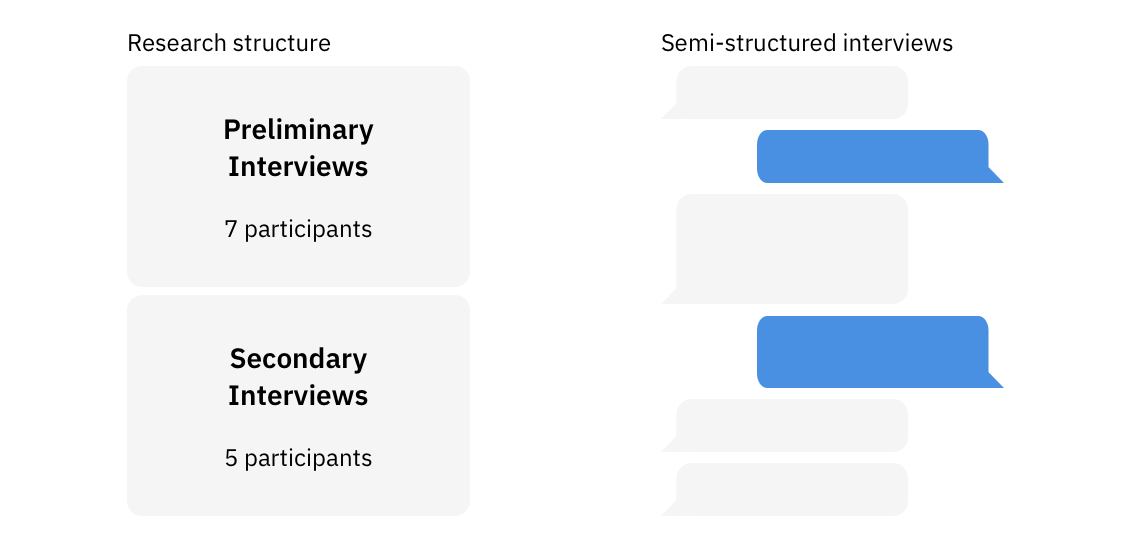 Research structure
Preliminary
Interviews
7 participants
Secondary
Interviews
5 participants
Semi-structured interviews